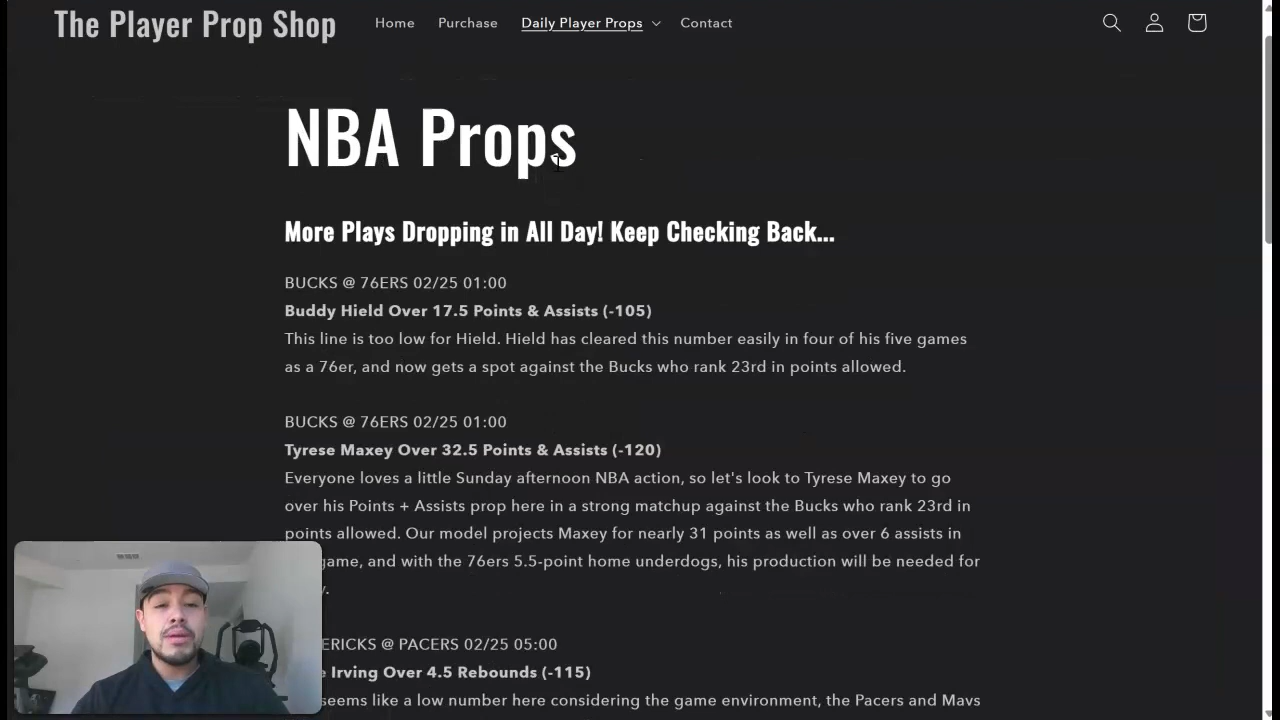 The Player Prop Shop
Home Purchase Daily Player Props Contact
NBA Props
More Plays Dropping in All Day! Keep Checking Back...
BUCKS @ 76ERS 02/25 01:00
Buddy Hield Over 17.5 Points & Assists (-105)
This line is too low for Hield. Hield has cleared this number easily in four of his five games
as a 76er, and now gets a spot against the Bucks who rank 23rd in points allowed.
BUCKS @ 76ERS 02/25 01:00
Tyrese Maxey Over 32.5 Points & Assists (-120)
Everyone loves a little Sunday afternoon NBA action, so let's look to Tyrese Maxey to go
over his Points + Assists prop here in a strong matchup against the Bucks who rank 23rd in
points allowed. Our model projects Maxey for nearly 31 points as well as over 6 assists in
game, and with the 76ers 5.5-point home underdogs, his production will be needed for
ERICKS @ PACERS 02/25 05:00
Irving Over 4.5 Rebounds (-115)
seems like a low number here considering the game environment, the Pacers and Mavs